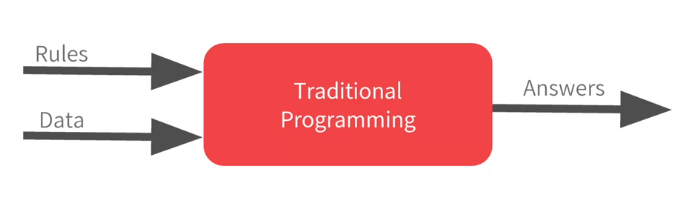 Rules
Data
Traditional
Programming
Answers